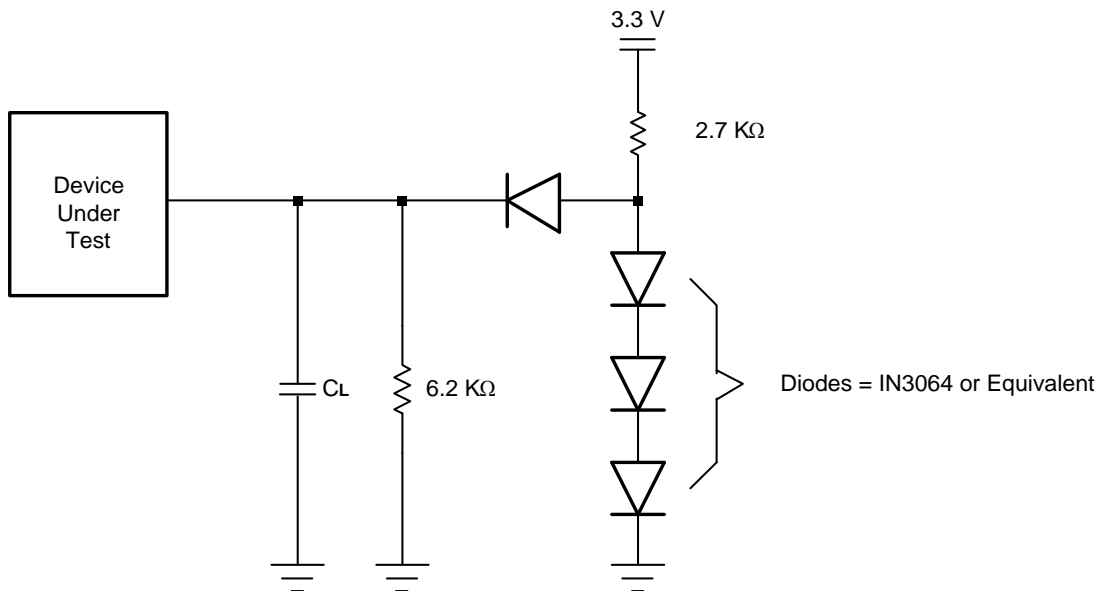 3.3 V
2.7 KΩ
Device
Under
Test
CL
6.2 KΩ
Diodes = IN3064 or Equivalent